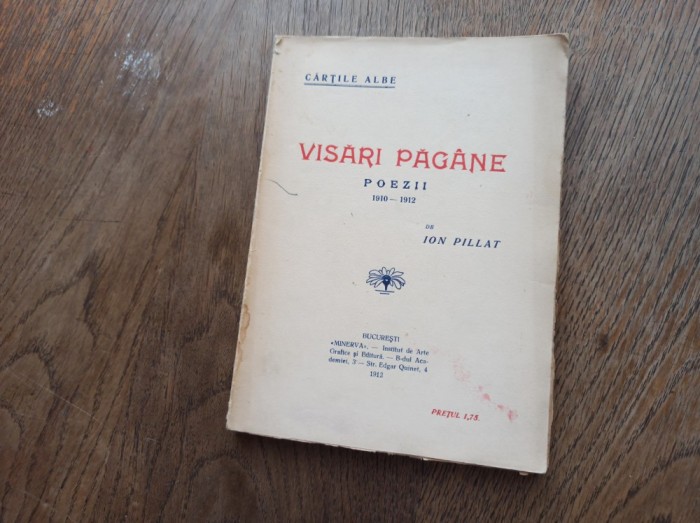 CĂRȚILE ALBE
VISĂRI PĂGÂNE
POEZII
1910 — 1912
DE
ION PILLAT
BUCUREȘTI
«MINERVA», — Institut de Arte
Grafice și Editură. — B-dul Aca-
demiei, 3 — Str. Edgar Quinet, 4
1912
PREȚUL 1,75.